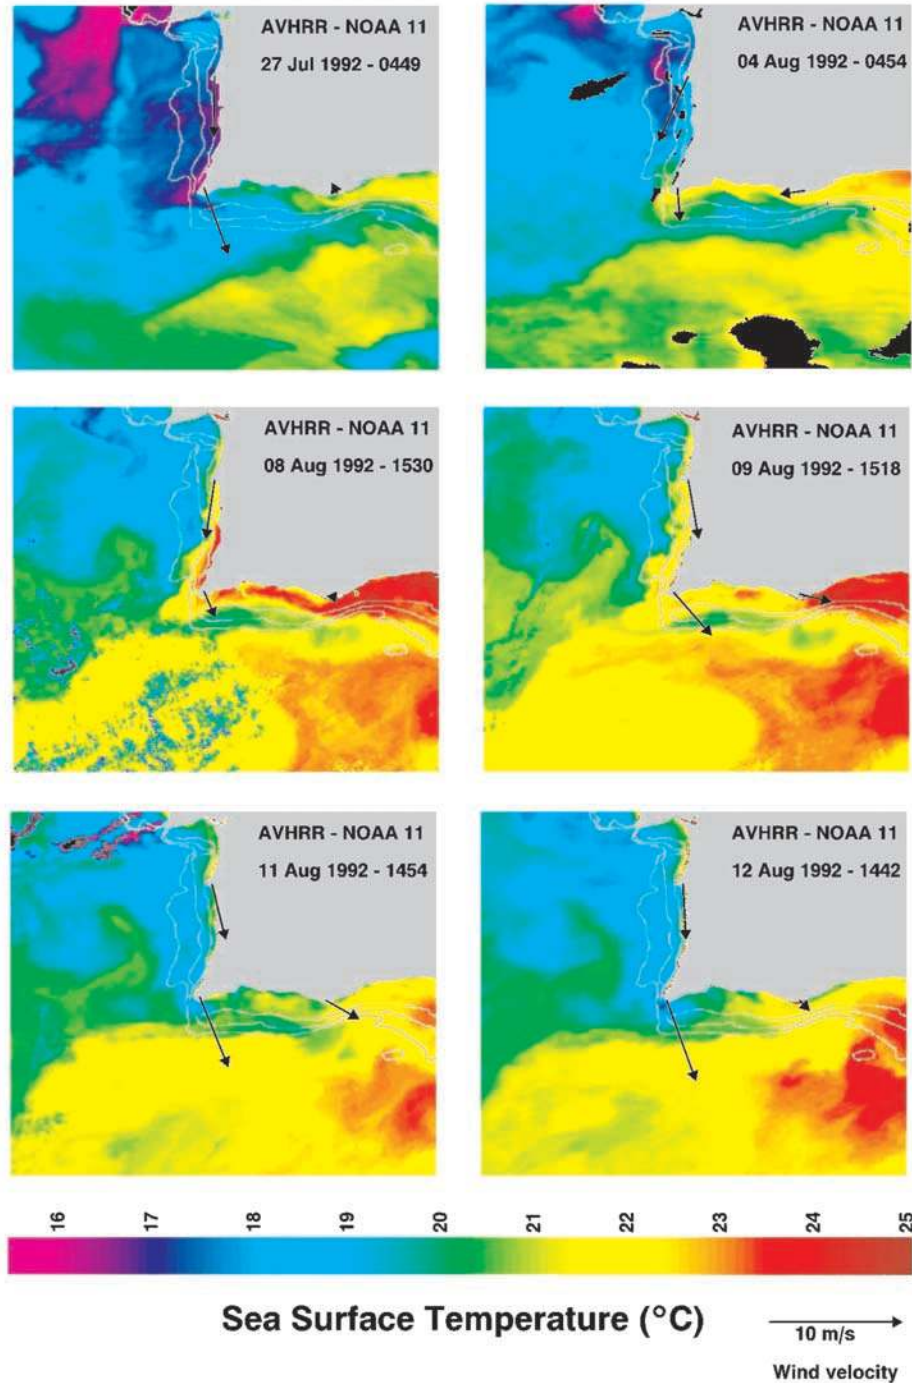 AVHRR - NOAA 11
27 Jul 1992 - 0449
AVHRR - NOAA 11
04 Aug 1992 - 0454
AVHRR - NOAA 11
08 Aug 1992 - 1530
AVHRR - NOAA 11
09 Aug 1992 - 1518
AVHRR - NOAA 11
11 Aug 1992 - 1454
AVHRR - NOAA 11
12 Aug 1992 - 1442
16 17 18 19 20 21 22 23 24 25
Sea Surface Temperature (°C)
10 m/s
Wind velocity